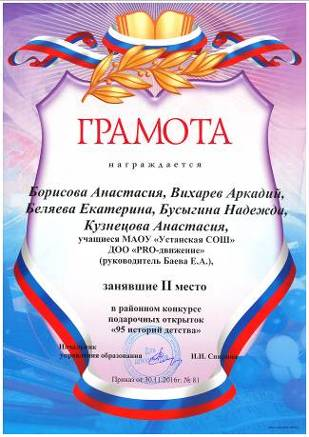 ГРАМОТА
награждается
Борисова Анастасия, Вихарев Аркадий,
Беляева Екатерина, Бусыгина Надежда,
Кузнецова Анастасия,
учащиеся МАОУ «Устанская СОШ»
ДОО «PRO-движение»
(руководитель Баева Е.А.),
занявшие II место
в районном конкурсе
подарочных открыток
«95 историй детства»
Начальник
управления образования И.И.
Приказ от 30.11.2016г. № 81